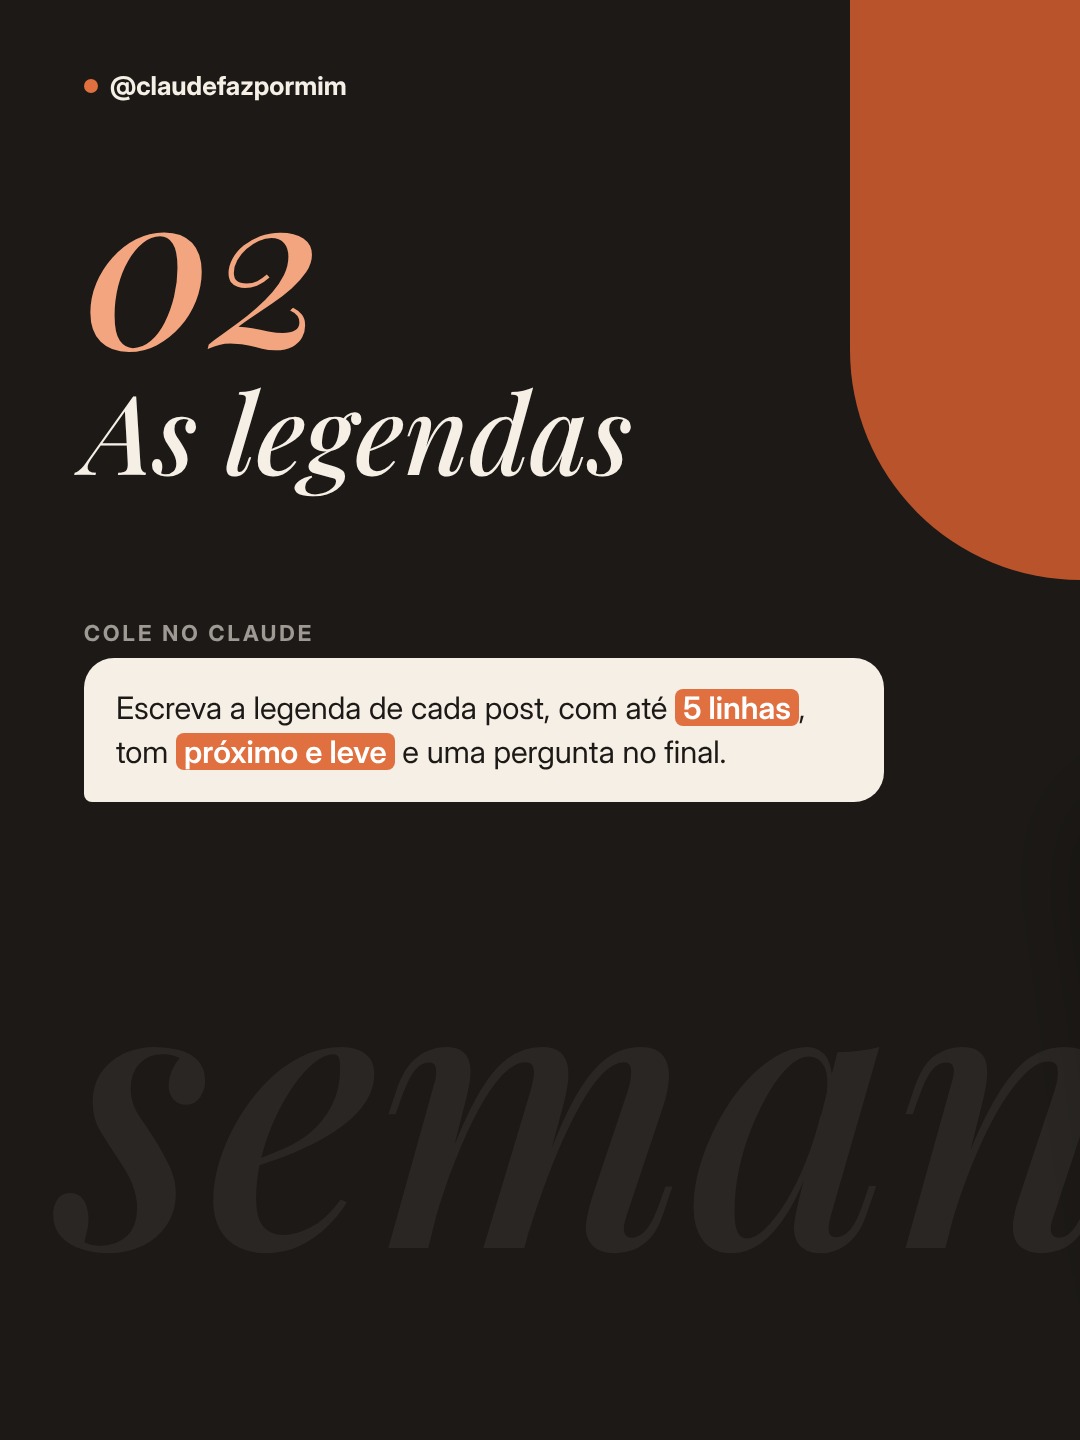 @claudefazpormim
02
As legendas
COLE NO CLAUDE
Escreva a legenda de cada post, com até 5 linhas,
tom próximo e leve e uma pergunta no final.
seman